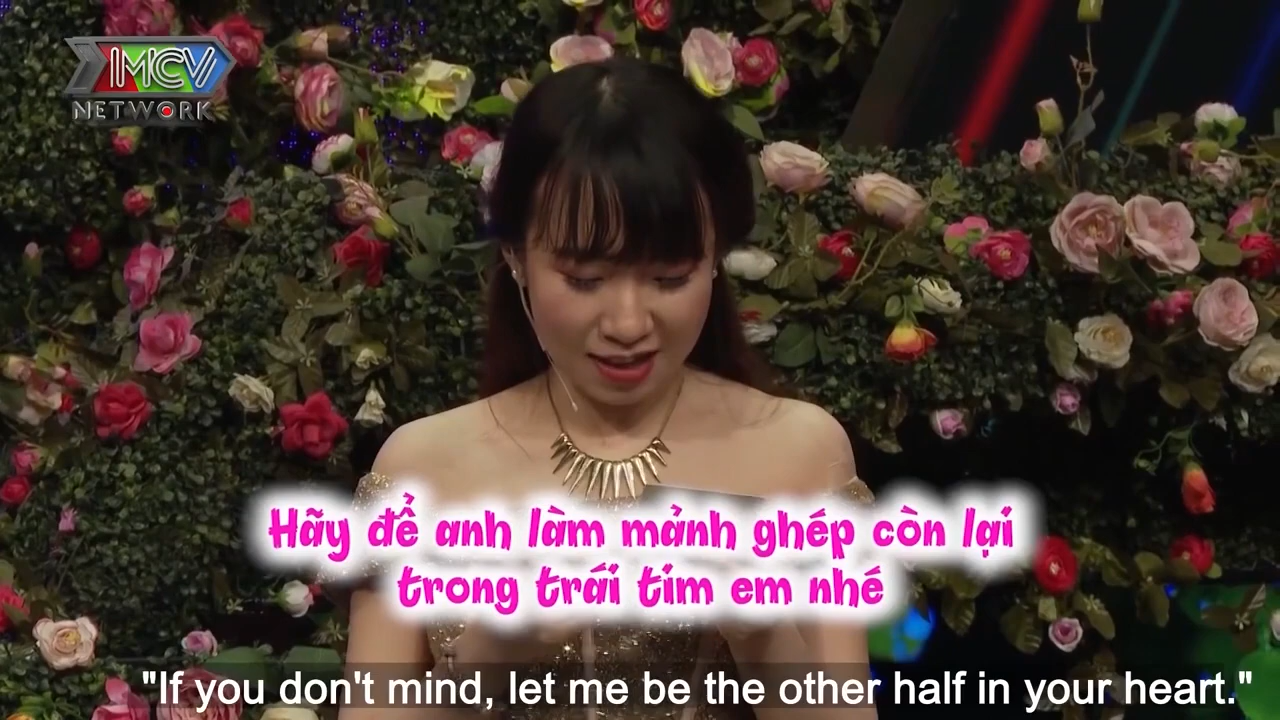 MCV
NETWORK
Hãy để anh làm mảnh ghép còn lại
trong trái tim em nhé
"If you don't mind, let me be the other half in your heart."